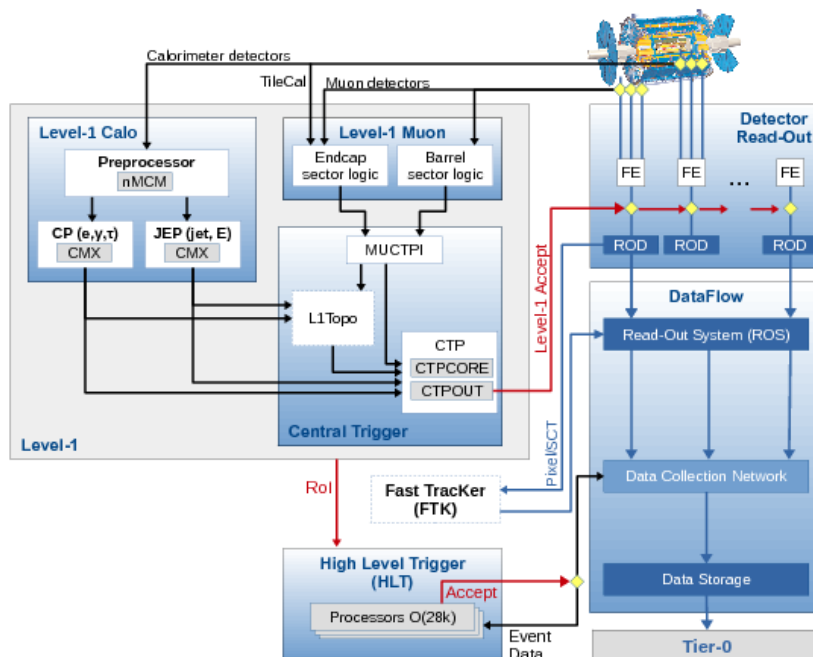 Calorimeter detectors
TileCal
Muon detectors
Detector
Read-Out
Level-1 Calo
Preprocessor
nMCM
CP (e,γ,τ)
CMX
JEP (jet, E)
CMX
Level-1 Muon
Endcap
sector logic
Barrel
sector logic
MUCTPI
L1Topo
CTP
CTPCORE
CTPOUT
Central Trigger
Level-1
Level-1 Accept
FE
FE
...
FE
ROD
ROD
ROD
DataFlow
Read-Out System (ROS)
Data Collection Network
Data Storage
Tier-0
Pixel/SCT
RoI
Fast TracKer
(FTK)
High Level Trigger
(HLT)
Accept
Processors O(28k)
Event
Data